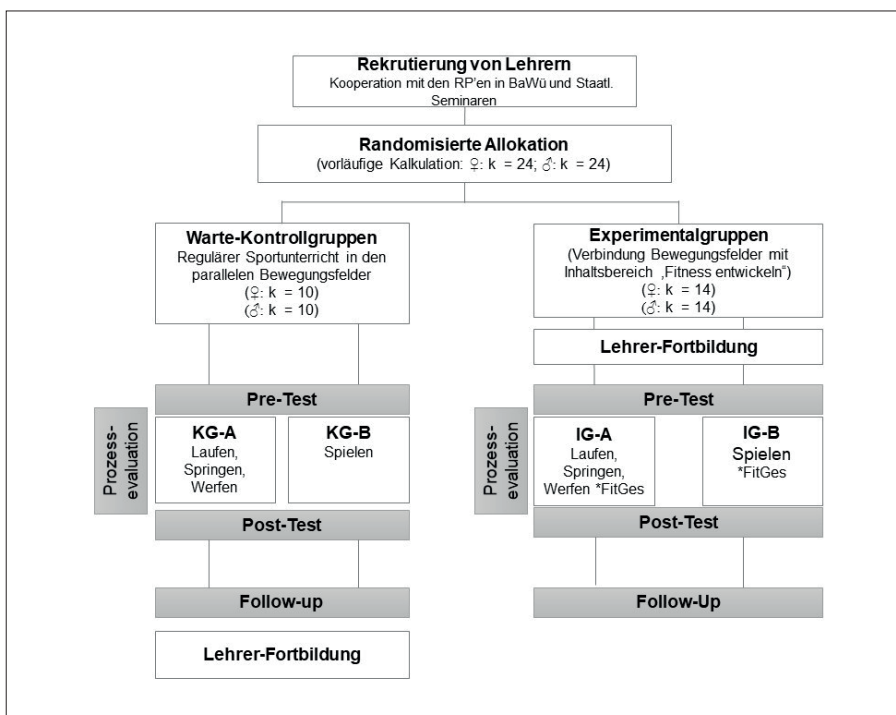 Rekrutierung von Lehrern
Kooperation mit den RP'en in BaWü und Staatl.
Seminaren
Randomisierte Allokation
(vorläufige Kalkulation: ♀: k = 24; ♂: k = 24)
Warte-Kontrollgruppen
Regulärer Sportunterricht in den
parallelen Bewegungsfelder
(♀: k = 10)
(♂: k = 10)
Experimentalgruppen
(Verbindung Bewegungsfelder mit
Inhaltsbereich „Fitness entwickeln“)
(♀: k = 14)
(♂: k = 14)
Lehrer-Fortbildung
Pre-Test
Prozess-
evaluation
KG-A
Laufen,
Springen,
Werfen
KG-B
Spielen
Post-Test
Follow-up
Lehrer-Fortbildung
Pre-Test
Prozess-
evaluation
IG-A
Laufen,
Springen,
Werfen *FitGes
IG-B
Spielen
*FitGes
Post-Test
Follow-Up